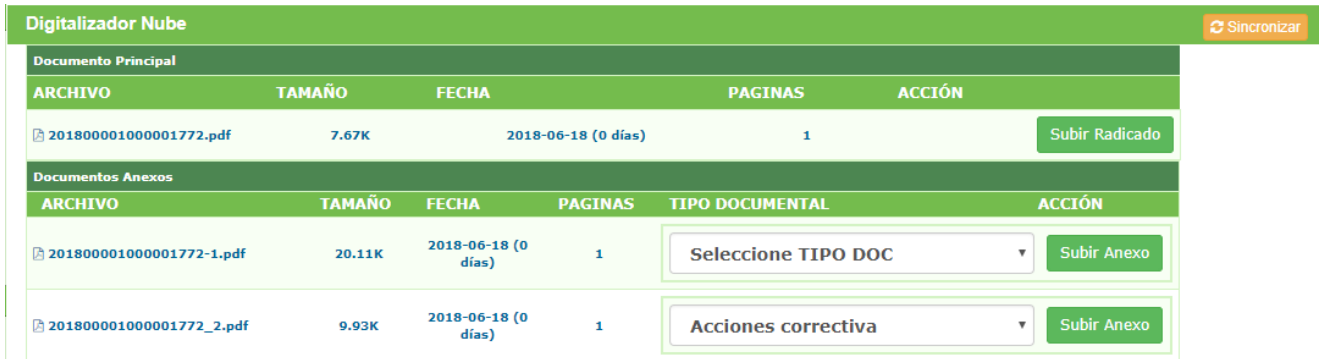 Digitalizador Nube
Sincronizar
Documento Principal
ARCHIVO TAMAÑO FECHA PAGINAS ACCIÓN
201800001000001772.pdf 7.67K 2018-06-18 (0 días) 1 Subir Radicado
Documentos Anexos
ARCHIVO TAMAÑO FECHA PAGINAS TIPO DOCUMENTAL ACCIÓN
201800001000001772-1.pdf 20.11K 2018-06-18 (0 días) 1 Seleccione TIPO DOC Subir Anexo
201800001000001772_2.pdf 9.93K 2018-06-18 (0 días) 1 Acciones correctiva Subir Anexo